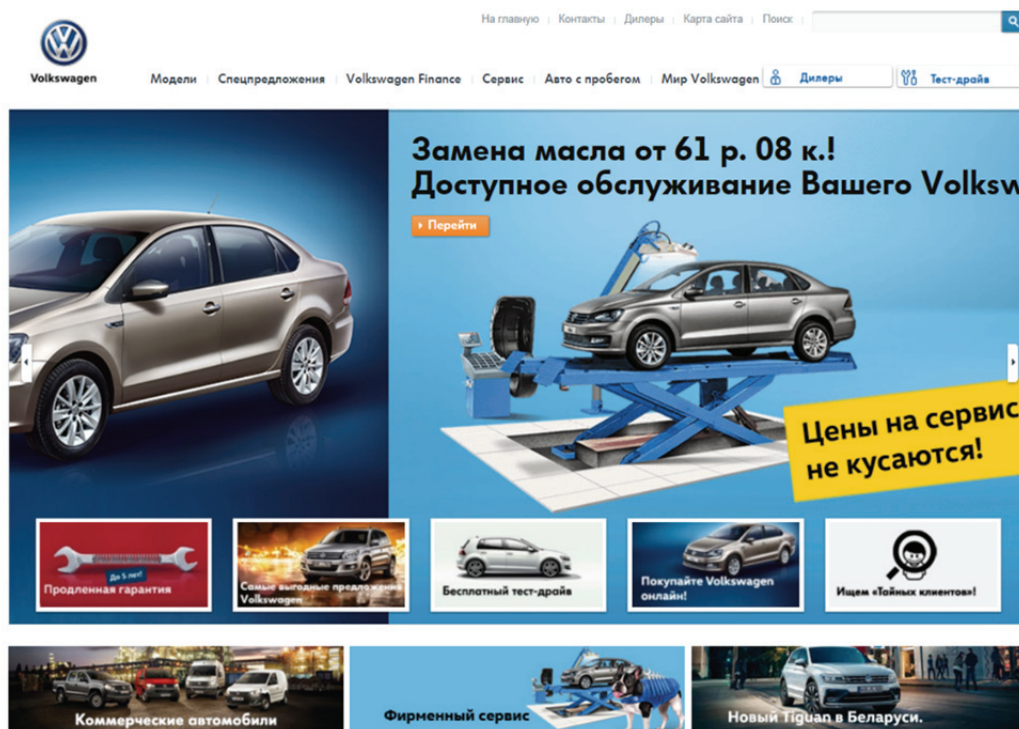 На главную
Контакты
Дилеры
Карта сайта
Поиск
Volkswagen
Модели
Спецпредложения
Volkswagen Finance
Сервис
Авто с пробегом
Мир Volkswagen
Дилеры
Тест-драйв
Замена масла от 61 р. 08 к.!
Доступное обслуживание Вашего Volksw
Перейти
Цены на сервис
не кусаются!
До 5 лет!
Продленная гарантия
Самые выгодные предложения
Volkswagen
Бесплатный тест-драйв
Покупайте Volkswagen
онлайн!
Ищем «Тайных клиентов»!
Коммерческие автомобили
Фирменный сервис
Новый Tiguan в Беларуси.